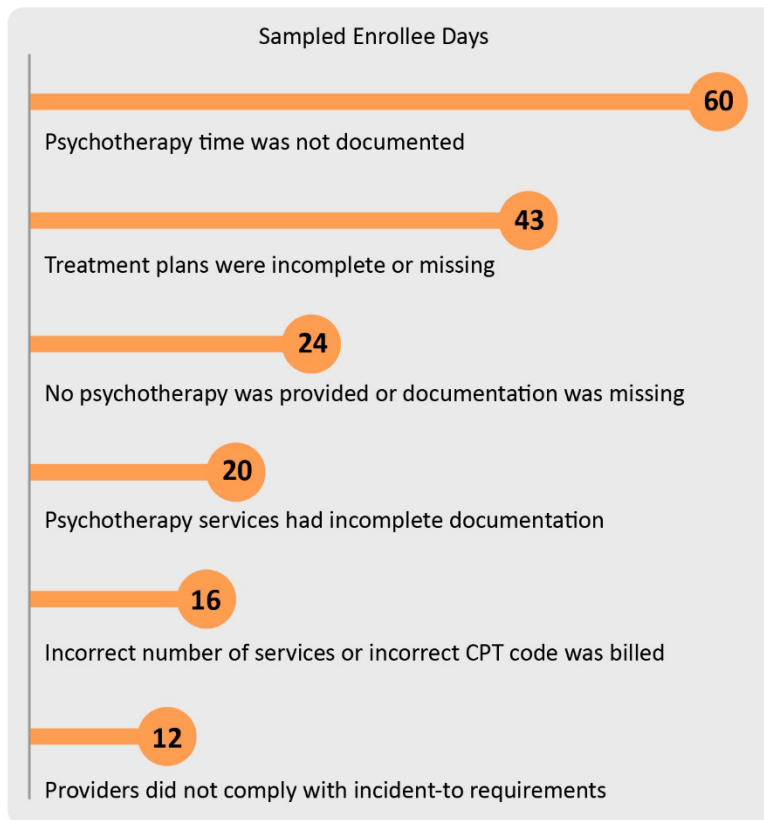 Sampled Enrollee Days
60
Psychotherapy time was not documented
43
Treatment plans were incomplete or missing
24
No psychotherapy was provided or documentation was missing
20
Psychotherapy services had incomplete documentation
16
Incorrect number of services or incorrect CPT code was billed
12
Providers did not comply with incident-to requirements